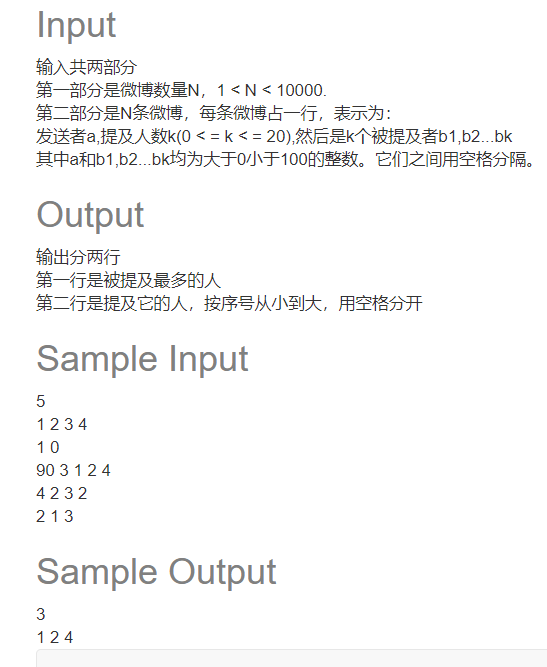 Input
输入共两部分
第一部分是微博数量N，1 < N < 10000.
第二部分是N条微博，每条微博占一行，表示为：
发送者a,提及人数k(0 < = k < = 20),然后是k个被提及者b1,b2...bk
其中a和b1,b2...bk均为大于0小于100的整数。它们之间用空格分隔。
Output
输出分两行
第一行是被提及最多的人
第二行是提及它的人，按序号从小到大，用空格分开
Sample Input
5
1 2 3 4
1 0
90 3 1 2 4
4 2 3 2
2 1 3
Sample Output
3
1 2 4